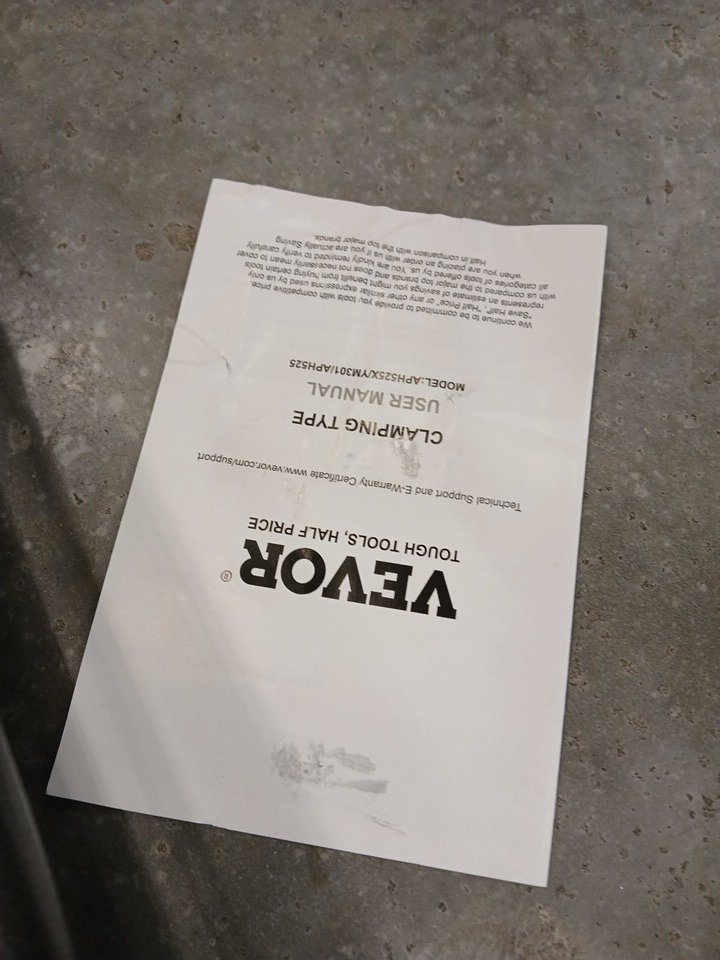 VEVOR®
TOUGH TOOLS, HALF PRICE
Technical Support and E-Warranty Certificate www.vevor.com/support
CLAMPING TYPE
USER MANUAL
MODEL:APH525X/YM301/APH525
We continue to be committed to provide you tools with competitive price.
"Save Half", "Half Price" or any other similar expressions used by us only
represents an estimate of savings you might benefit from buying certain tools
with us compared to the major top brands and does not necessarily mean to cover
all categories of tools offered by us. You are kindly reminded to verify carefully
when you are placing an order with us if you are actually Saving
Half in comparison with the top major brands.